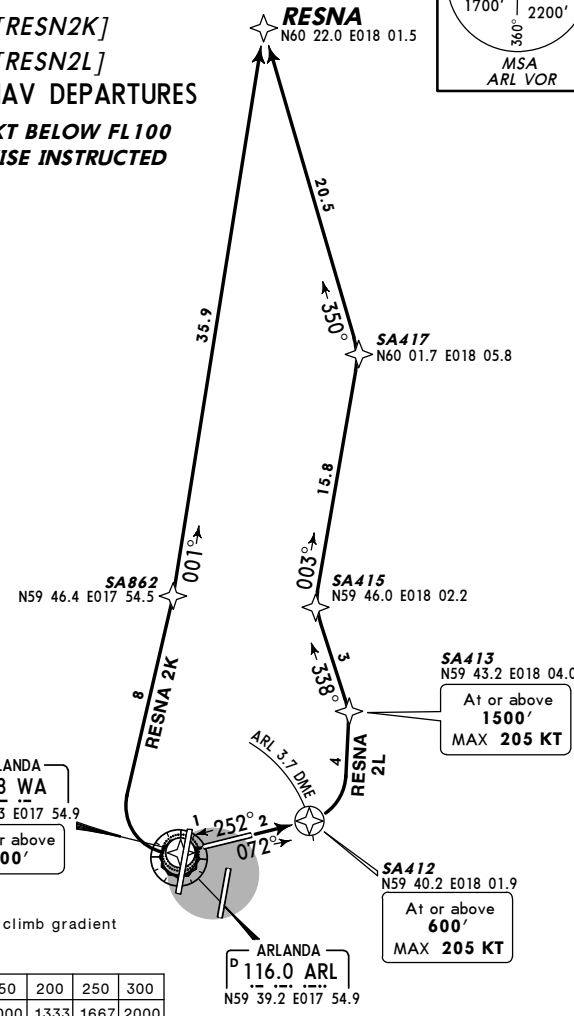 [RESN2K]
[RESN2L]
DEPARTURES
KT BELOW FL100
INSTRUCTED
RESNA
N60 22.0 E018 01.5
1700' 2200'
360°
MSA
ARL VOR
20.5
35.9
350°
SA417
N60 01.7 E018 05.8
15.8
001°
003°
SA862
N59 46.4 E017 54.5
SA415
N59 46.0 E018 02.2
3
338°
SA413
N59 43.2 E018 04.0
At or above
1500'
MAX 205 KT
8
RESNA 2K
4
RESNA
2L
ARL 3.7 DME
WA
E017 54.9
above
1
252°
2
072°
SA412
N59 40.2 E018 01.9
At or above
600'
MAX 205 KT
climb gradient
ARLANDA
D 116.0 ARL
N59 39.2 E017 54.9
200 250 300
1333 1667 2000